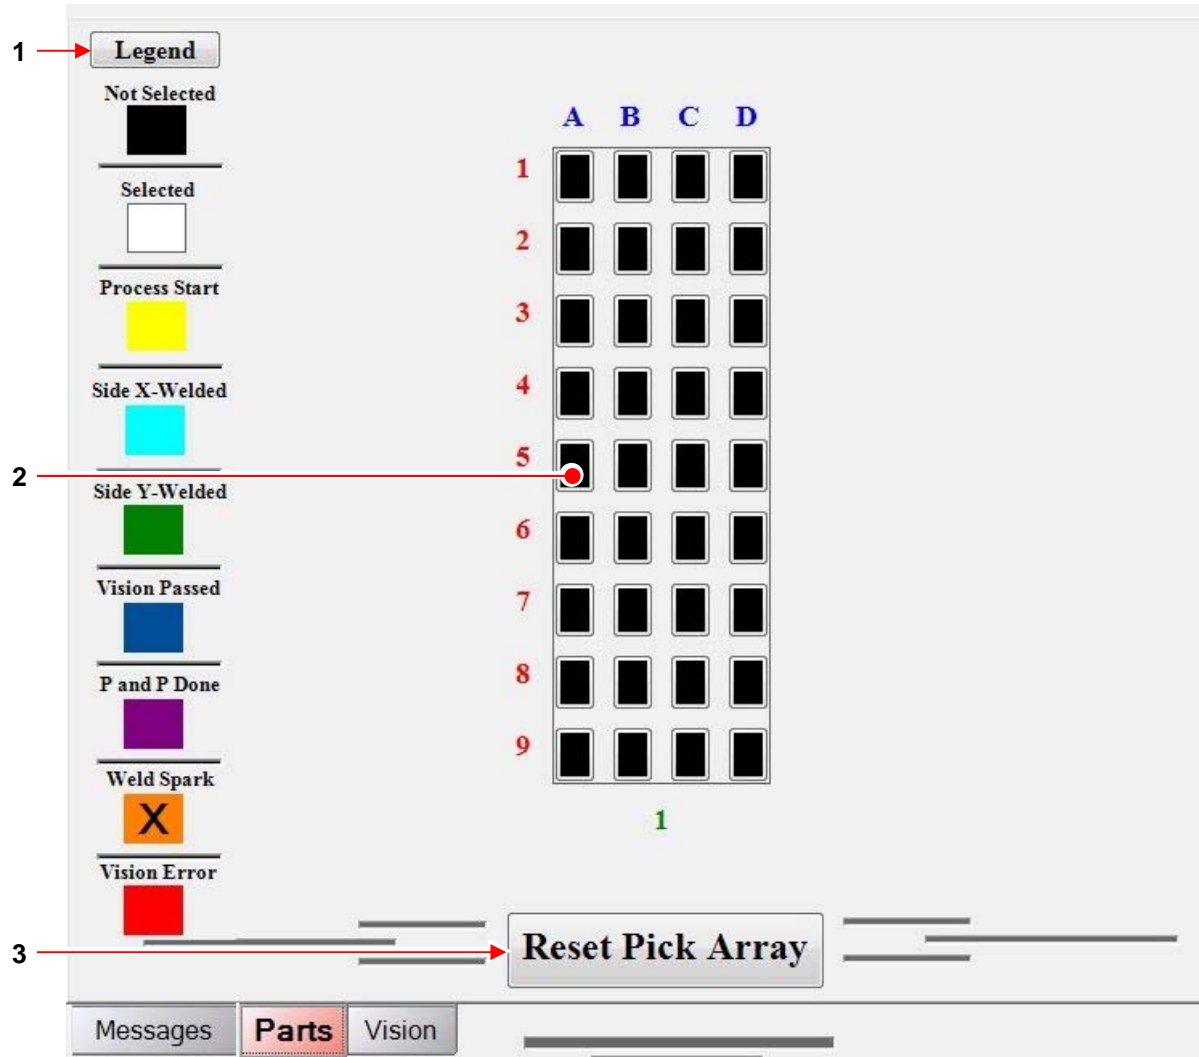 1
Legend
Not Selected
Selected
Process Start
Side X-Welded
2
Side Y-Welded
Vision Passed
P and P Done
Weld Spark
X
Vision Error
3
A B C D
1
2
3
4
5
6
7
8
9
1
Reset Pick Array
Messages Parts Vision